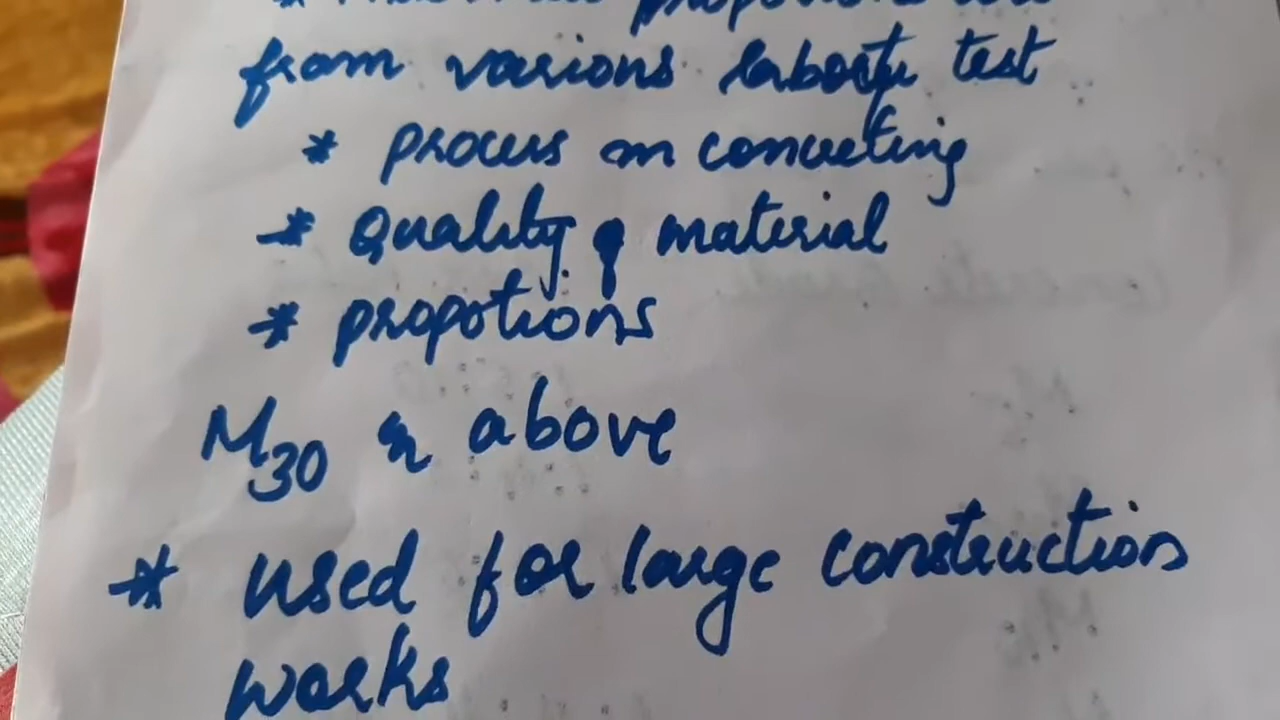 from various laborty test
* process on concreting
* Quality of material
* propotions
M30 & above
* used for large construction
works